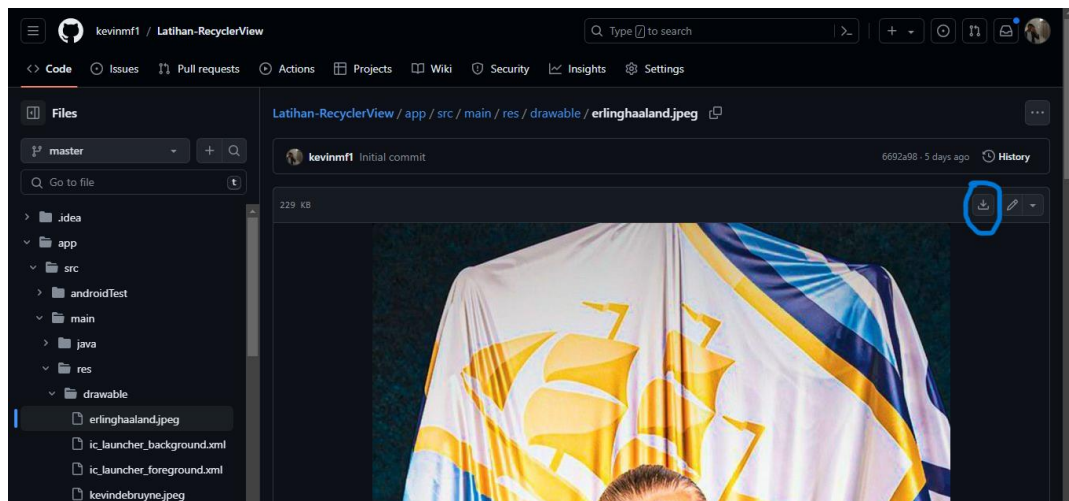 kevinmf1 / Latihan-RecyclerView
Type / to search
<> Code Issues Pull requests Actions Projects Wiki Security Insights Settings
Files
master
Go to file t
.idea
app
src
androidTest
main
java
res
drawable
erlinghaaland.jpeg
ic_launcher_background.xml
ic_launcher_foreground.xml
kevindebruyne.jpeg
Latihan-RecyclerView / app / src / main / res / drawable / erlinghaaland.jpeg
kevinmf1 Initial commit 6692a98 · 5 days ago History
229 KB